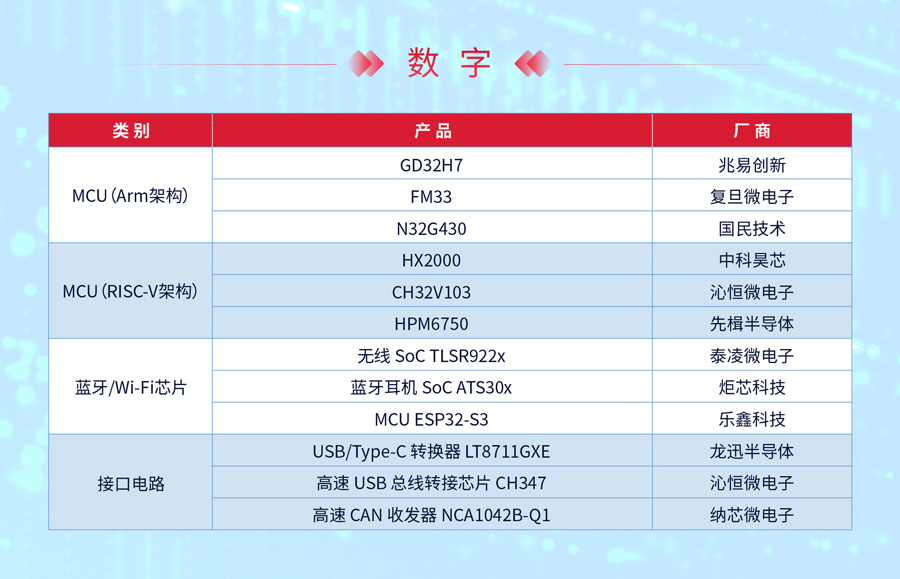 数字
类别 产品 厂商
MCU（Arm架构） GD32H7 兆易创新
FM33 复旦微电子
N32G430 国民技术
MCU（RISC-V架构） HX2000 中科昊芯
CH32V103 沁恒微电子
HPM6750 先楫半导体
蓝牙/Wi-Fi芯片 无线 SoC TLSR922x 泰凌微电子
蓝牙耳机 SoC ATS30x 炬芯科技
MCU ESP32-S3 乐鑫科技
接口电路 USB/Type-C 转换器 LT8711GXE 龙迅半导体
高速 USB 总线转接芯片 CH347 沁恒微电子
高速 CAN 收发器 NCA1042B-Q1 纳芯微电子